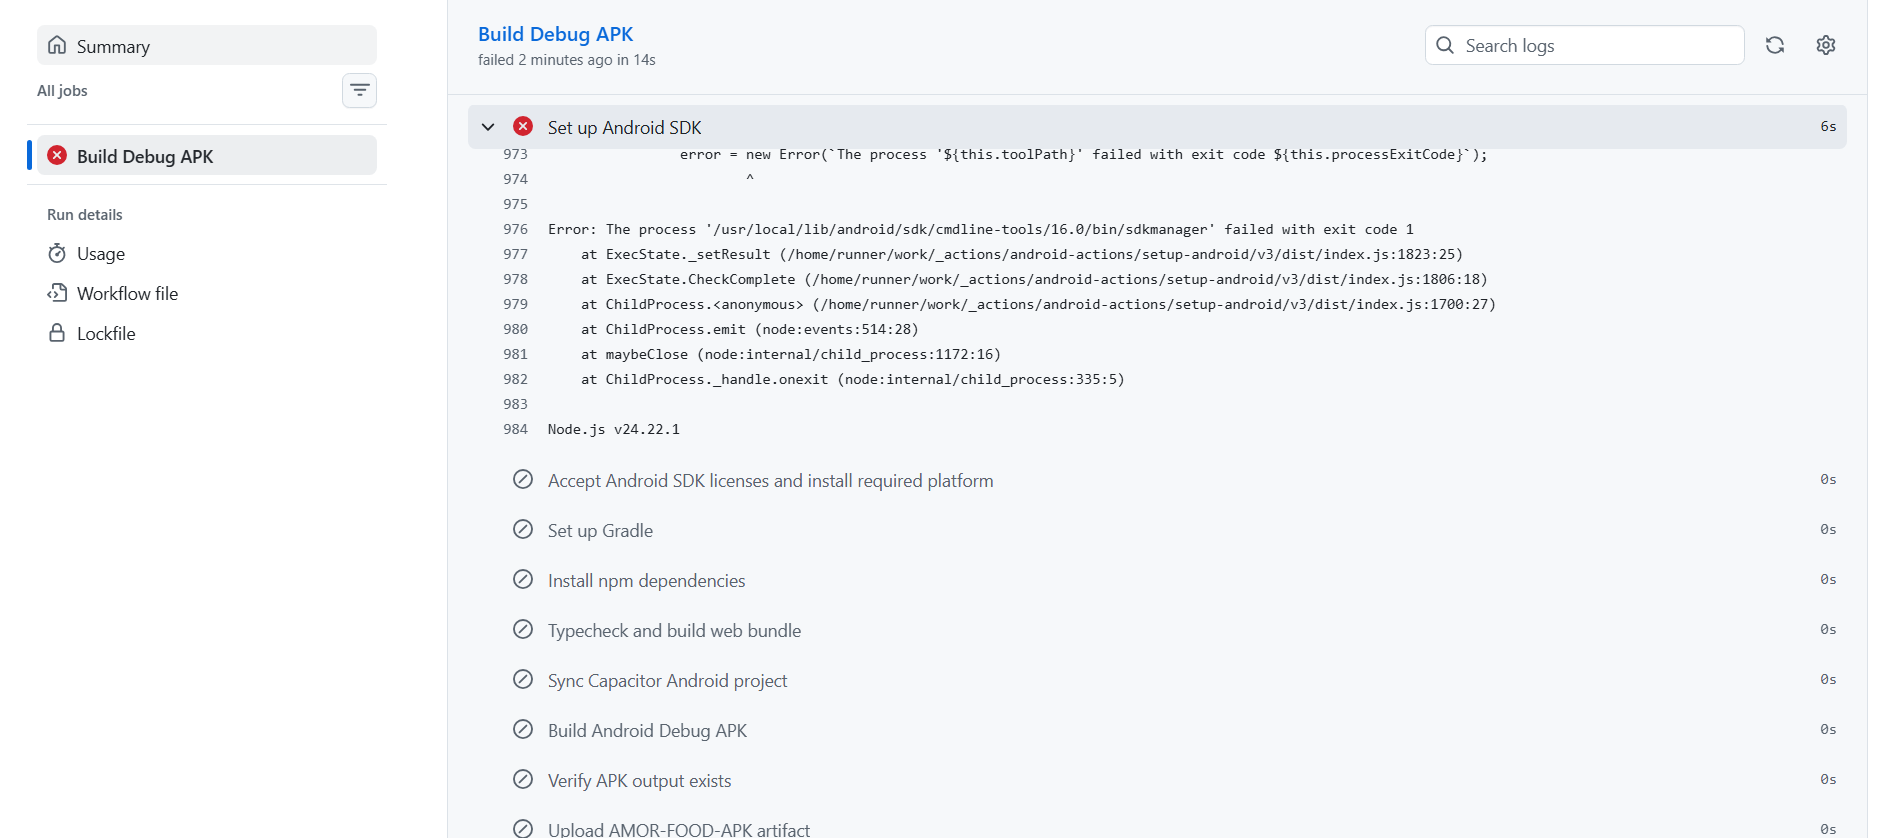 Summary
All jobs
Build Debug APK
Run details
Usage
Workflow file
Lockfile
Build Debug APK
failed 2 minutes ago in 14s
Search logs
Set up Android SDK 6s
973 error = new Error(`The process '${this.toolPath}' failed with exit code ${this.processExitCode}`);
974 ^
975
976 Error: The process '/usr/local/lib/android/sdk/cmdline-tools/16.0/bin/sdkmanager' failed with exit code 1
977 at ExecState._setResult (/home/runner/work/_actions/android-actions/setup-android/v3/dist/index.js:1823:25)
978 at ExecState.CheckComplete (/home/runner/work/_actions/android-actions/setup-android/v3/dist/index.js:1806:18)
979 at ChildProcess.<anonymous> (/home/runner/work/_actions/android-actions/setup-android/v3/dist/index.js:1700:27)
980 at ChildProcess.emit (node:events:514:28)
981 at maybeClose (node:internal/child_process:1172:16)
982 at ChildProcess._handle.onexit (node:internal/child_process:335:5)
983
984 Node.js v24.22.1
Accept Android SDK licenses and install required platform 0s
Set up Gradle 0s
Install npm dependencies 0s
Typecheck and build web bundle 0s
Sync Capacitor Android project 0s
Build Android Debug APK 0s
Verify APK output exists 0s
Upload AMOR-FOOD-APK artifact 0s